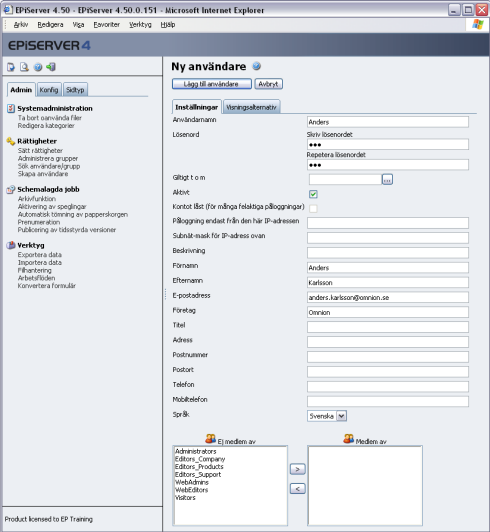 EPiServer 4.50 - EPiServer 4.50.0.151 - Microsoft Internet Explorer
Arkiv Redigera Visa Favoriter Verktyg Hjälp
EPiSERVER 4
Admin Konfig Sidtyp
Systemadministration
Ta bort oanvända filer
Redigera kategorier
Rättigheter
Sätt rättigheter
Administrera grupper
Sök användare/grupp
Skapa användare
Schemalagda jobb
Arkivfunktion
Aktivering av speglingar
Automatisk tömning av papperskorgen
Prenumeration
Publicering av tidsstyrda versioner
Verktyg
Exportera data
Importera data
Filhantering
Arbetsflöden
Konvertera formulär
Product licensed to EP Training
Ny användare
Lägg till användare Avbryt
Inställningar Visningsalternativ
Användarnamn Anders
Lösenord Skriv lösenordet
●●●
Repetera lösenordet
●●●
Giltigt t o m ...
Aktivt
Kontot låst (för många felaktiga påloggningar)
Påloggning endast från den här IP-adressen
Subnät-mask för IP-adress ovan
Beskrivning
Förnamn Anders
Efternamn Karlsson
E-postadress anders.karlsson@omnion.se
Företag Omnion
Titel
Adress
Postnummer
Postort
Telefon
Mobiltelefon
Språk Svenska
Ej medlem av Medlem av
Administrators
Editors_Company
Editors_Products
Editors_Support
WebAdmins
WebEditors
Visitors
>
<